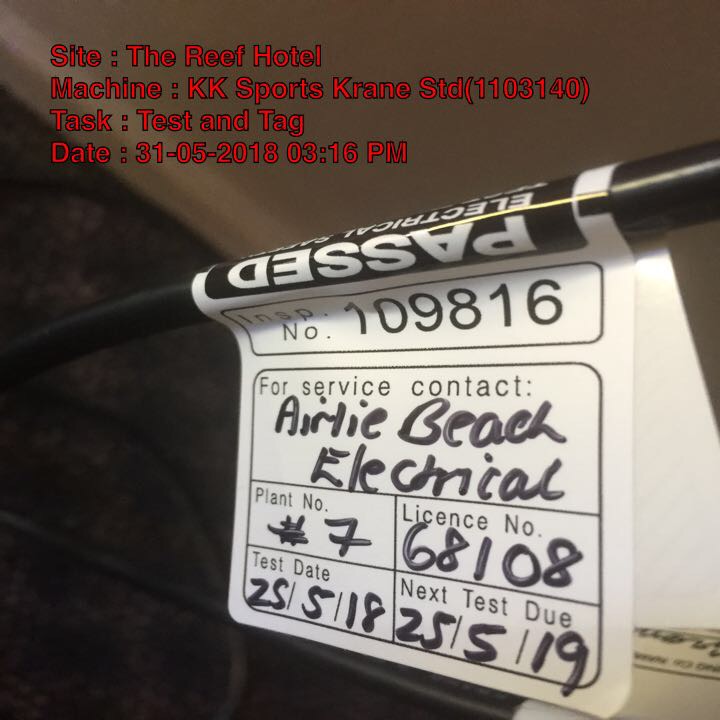 Site : The Reef Hotel
Machine : KK Sports Krane Std(1103140)
Task : Test and Tag
Date : 31-05-2018 03:16 PM
PASSED
ELECTRICAL
Insp.
No. 109816
For service contact:
Airlie Beach
Electrical
Plant No.
# 7
Licence No.
68108
Test Date
25/5/18
Next Test Due
25/5/19